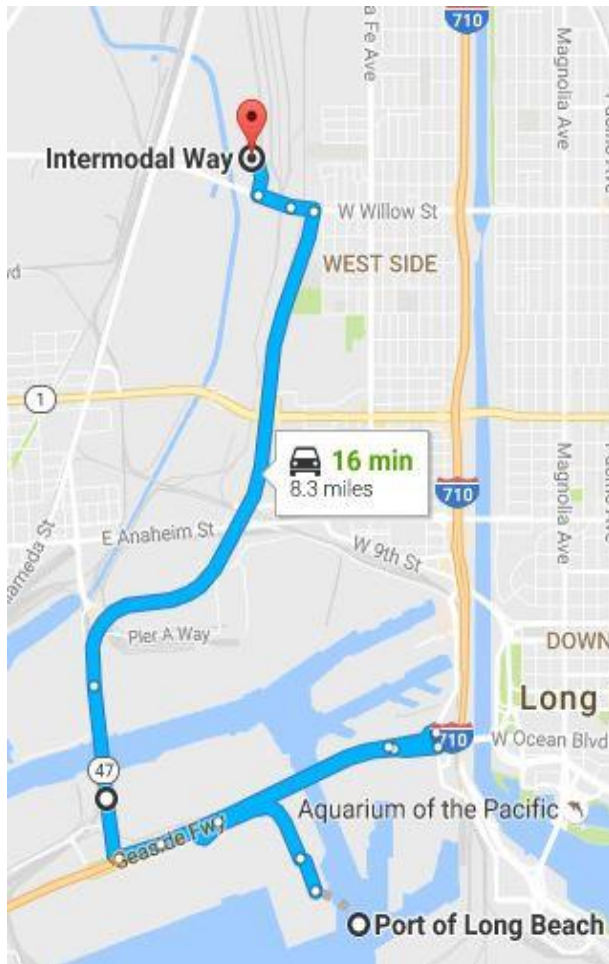 710
Magnolia Ave
Intermodal Way
W Willow St
WEST SIDE
1
16 min
8.3 miles
710
Magnolia Ave
E Anaheim St
W 9th St
Pier A Way
DOWN
Long
710
W Ocean Blvd
47
Aquarium of the Pacific
Seaside Fwy
Port of Long Beach